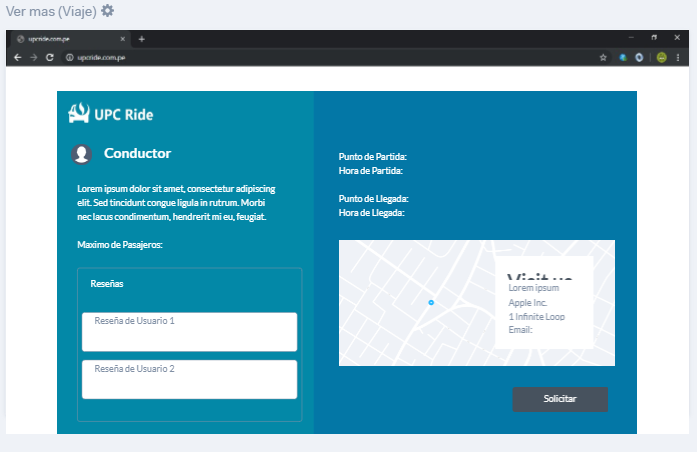 Ver mas (Viaje)
upcride.com.pe
upcride.com.pe
UPC Ride
Conductor
Lorem ipsum dolor sit amet, consectetur adipiscing
elit. Sed tincidunt congue ligula in rutrum. Morbi
nec lacus condimentum, hendrerit mi eu, feugiat.
Maximo de Pasajeros:
Reseñas
Reseña de Usuario 1
Reseña de Usuario 2
Punto de Partida:
Hora de Partida:
Punto de Llegada:
Hora de Llegada:
Visit us
Lorem ipsum
Apple Inc.
1 Infinite Loop
Email:
Solicitar